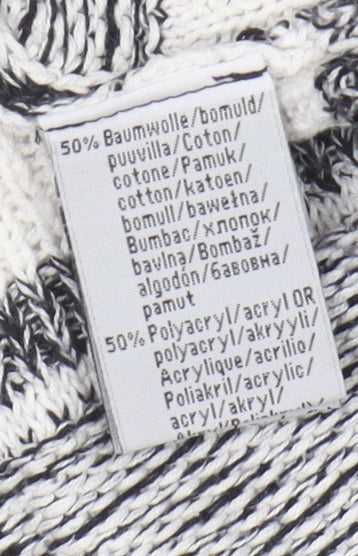 50% Baumwolle/bomuld/
puuvilla/Coton/
cotone/Pamuk/
cotton/katoen/
bomull/bawełna/
Bumbac/хлопок/
bavlna/Bombaž/
algodón/бавовна/
pamut
50% Polyacryl/acryl OR
polyacryl/akryyli/
Acrylique/acrilio/
Poliakril/acrylic/
acryl/akryl/